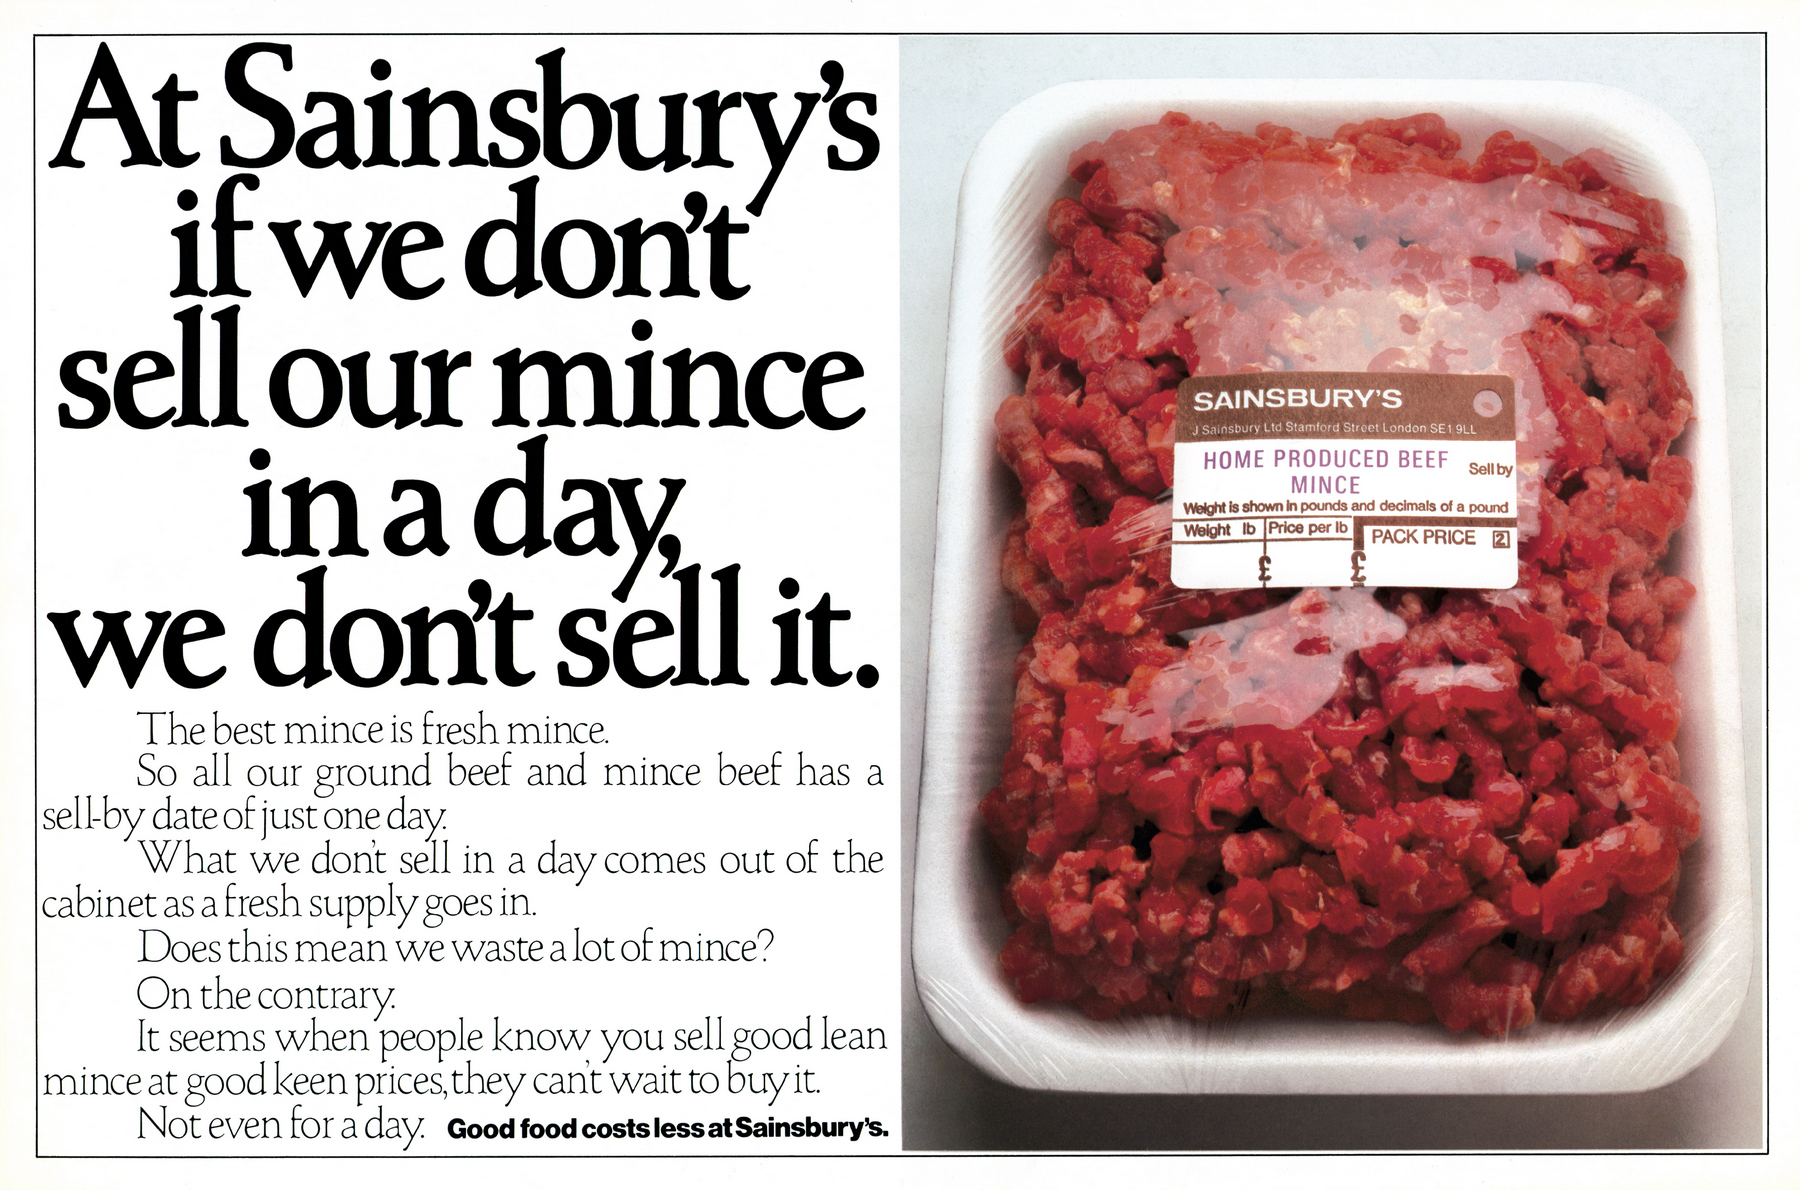 At Sainsbury's
if we don't
sell our mince
in a day,
we don't sell it.
The best mince is fresh mince.
So all our ground beef and mince beef has a
sell-by date of just one day.
What we don't sell in a day comes out of the
cabinet as a fresh supply goes in.
Does this mean we waste a lot of mince?
On the contrary.
It seems when people know you sell good lean
mince at good keen prices, they can't wait to buy it.
Not even for a day. Good food costs less at Sainsbury's.
SAINSBURY'S
J Sainsbury Ltd Stamford Street London SE1 9LL
HOME PRODUCED BEEF
Sell by
MINCE
Weight is shown in pounds and decimals of a pound
Weight lb Price per lb PACK PRICE 2
£ £